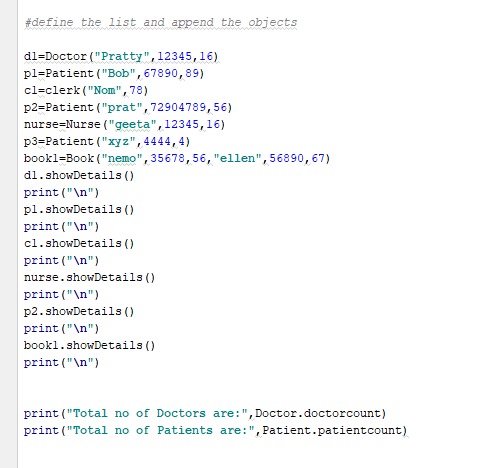 #define the list and append the objects
d1=Doctor("Pratty",12345,16)
p1=Patient("Bob",67890,89)
c1=clerk("Nom",78)
p2=Patient("prat",72904789,56)
nurse=Nurse("geeta",12345,16)
p3=Patient("xyz",4444,4)
book1=Book("nemo",35678,56,"ellen",56890,67)
d1.showDetails()
print("\n")
p1.showDetails()
print("\n")
c1.showDetails()
print("\n")
nurse.showDetails()
print("\n")
p2.showDetails()
print("\n")
book1.showDetails()
print("\n")
print("Total no of Doctors are:",Doctor.doctorcount)
print("Total no of Patients are:",Patient.patientcount)